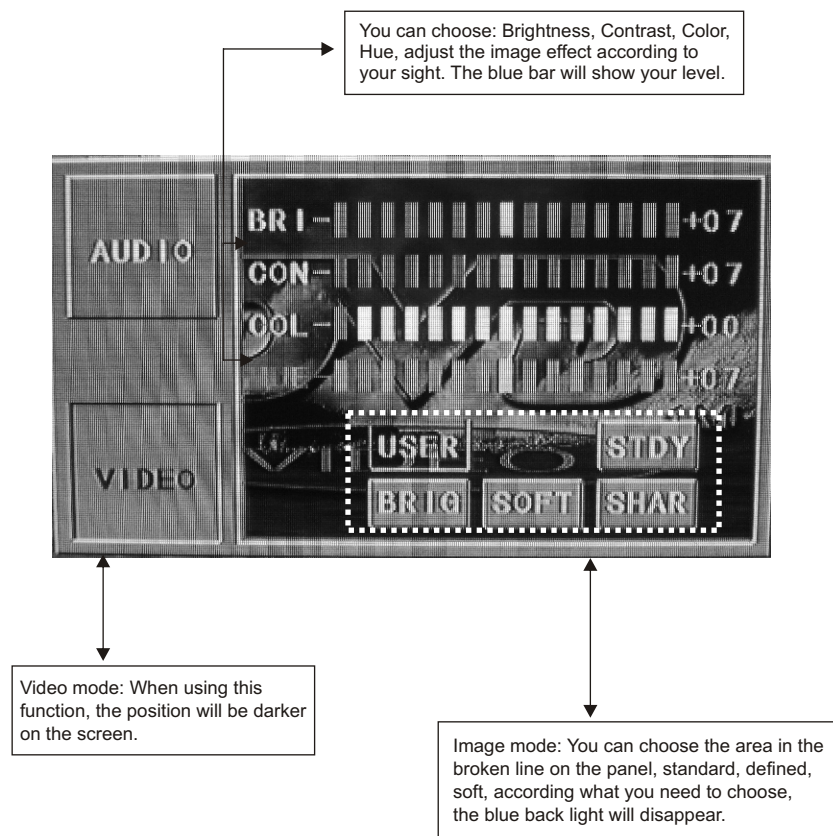 You can choose: Brightness, Contrast, Color,
Hue, adjust the image effect according to
your sight. The blue bar will show your level.
AUDIO
BRI +07
CON +07
COL +00
+07
VIDEO
USER STDY
BRIG SOFT SHAR
Video mode: When using this
function, the position will be darker
on the screen.
Image mode: You can choose the area in the
broken line on the panel, standard, defined,
soft, according what you need to choose,
the blue back light will disappear.